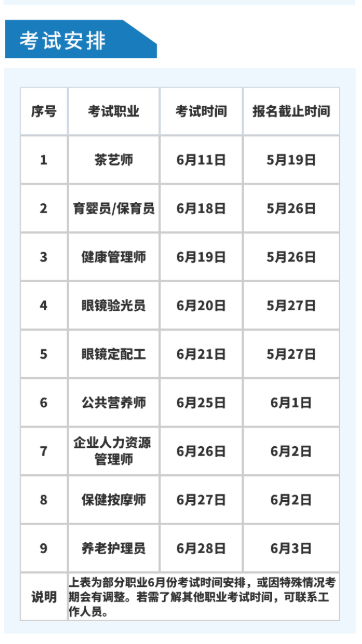 考试安排
序号 考试职业 考试时间 报名截止时间
1 茶艺师 6月11日 5月19日
2 育婴员/保育员 6月18日 5月26日
3 健康管理师 6月19日 5月26日
4 眼镜验光员 6月20日 5月27日
5 眼镜定配工 6月21日 5月27日
6 公共营养师 6月25日 6月1日
7 企业人力资源 6月26日 6月2日
管理师
8 保健按摩师 6月27日 6月2日
9 养老护理员 6月28日 6月3日
说明 上表为部分职业6月份考试时间安排，或因特殊情况考
期会有调整。若需了解其他职业考试时间，可联系工
作人员。